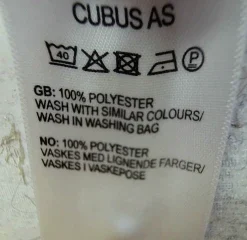 CUBUS AS
40 P
GB: 100% POLYESTER
WASH WITH SIMILAR COLOURS/
WASH IN WASHING BAG
NO: 100% POLYESTER
VASKES MED LIGNENDE FARGER/
VASKES I VASKEPOSE